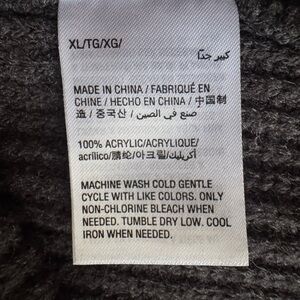 XL/TG/XG/
كبير جدًا
MADE IN CHINA / FABRIQUÉ EN
CHINE / HECHO EN CHINA / 中国制
造 / 중국산 / صنع في الصين
100% ACRYLIC/ACRYLIQUE/
acrílico/腈纶/아크릴/أكريليك
MACHINE WASH COLD GENTLE
CYCLE WITH LIKE COLORS. ONLY
NON-CHLORINE BLEACH WHEN
NEEDED. TUMBLE DRY LOW. COOL
IRON WHEN NEEDED.